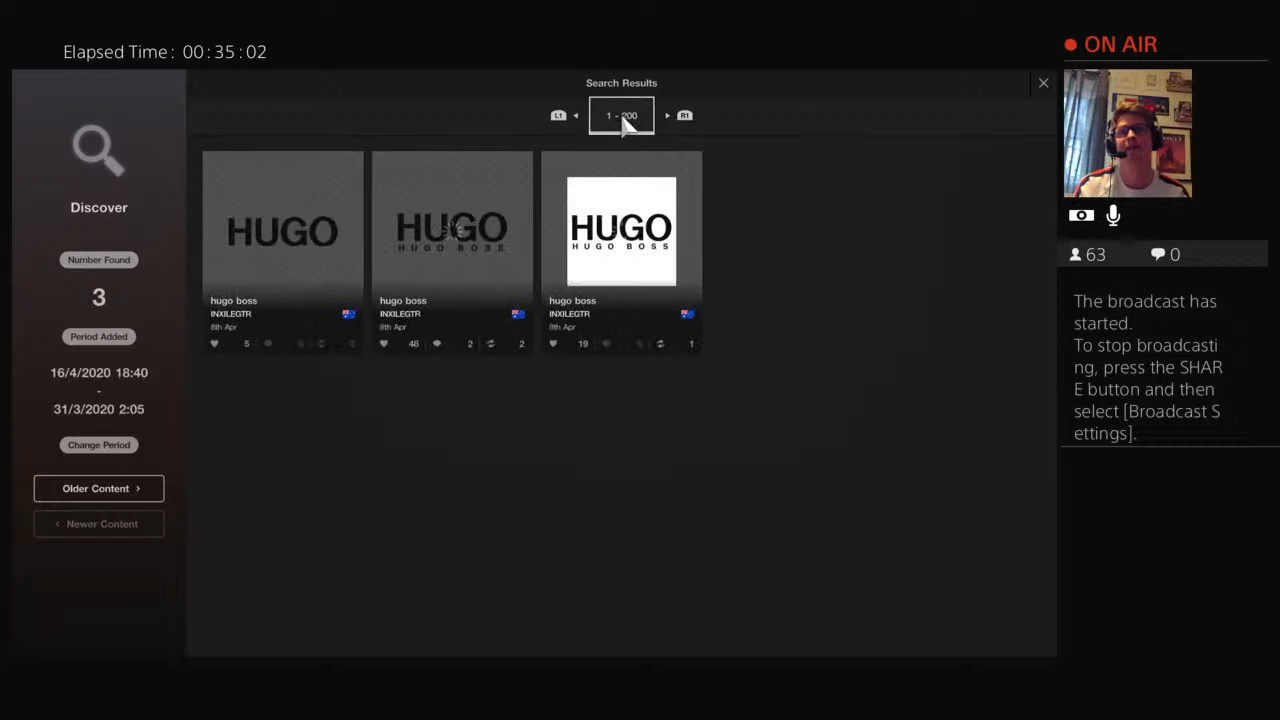 Elapsed Time: 00:35:02
ON AIR
Search Results
L1 1 - 200 R1
Discover
Number Found
3
Period Added
16/4/2020 18:40
-
31/3/2020 2:05
Change Period
Older Content
Newer Content
HUGO
hugo boss
INXILEGTR
8th Apr
5
HUGO
HUGO BOSS
hugo boss
INXILEGTR
8th Apr
48 2 2
HUGO
HUGO BOSS
hugo boss
INXILEGTR
9th Apr
19 1
63 0
The broadcast has
started.
To stop broadcasti
ng, press the SHAR
E button and then
select [Broadcast S
ettings].